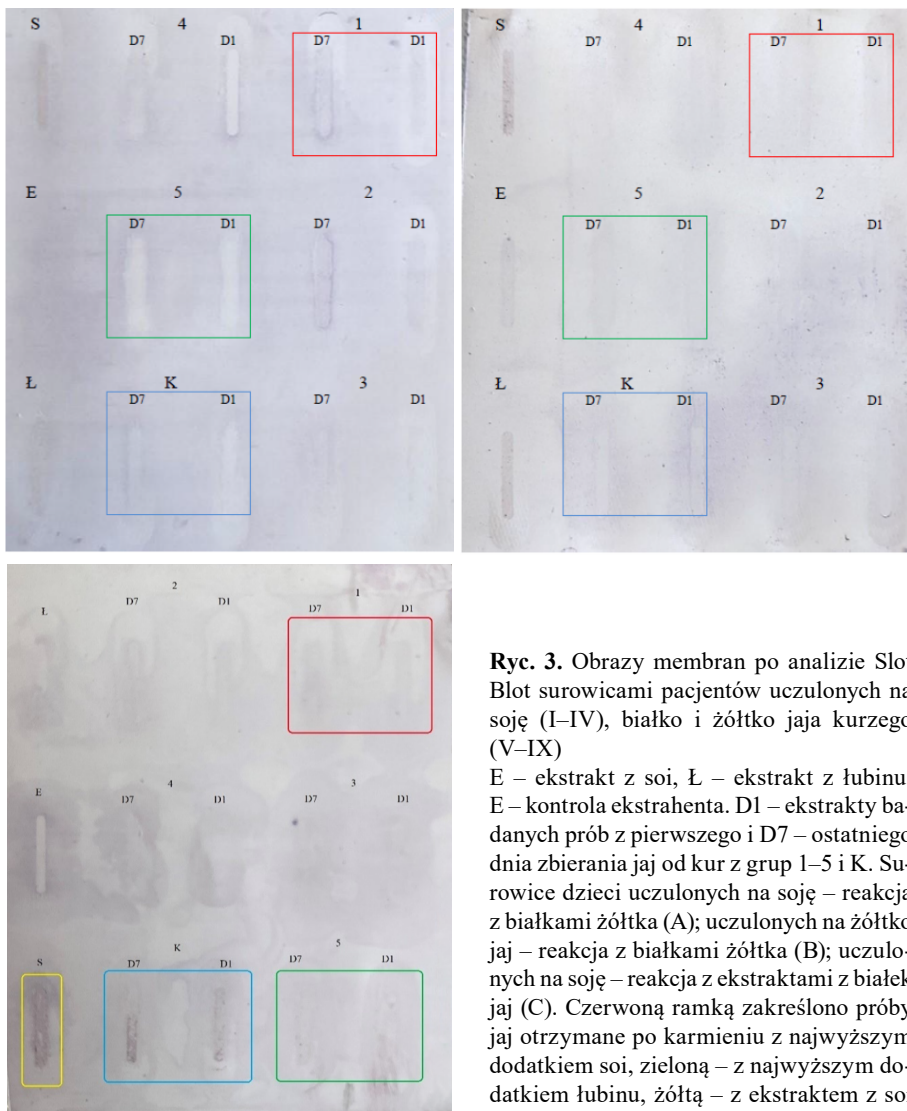 S 4 1
D7 D1 D7 D1
E 5 2
D7 D1 D7 D1
Ł K 3
D7 D1 D7 D1
S 4 1
D7 D1 D7 D1
E 5 2
D7 D1 D7 D1
Ł K 3
D7 D1 D7 D1
2 1
Ł D7 D1 D7 D1
4 3
E D7 D1 D7 D1
K 5
S D7 D1 D7 D1
Ryc. 3. Obrazy membran po analizie Slot
Blot surowicami pacjentów uczulonych na
soję (I–IV), białko i żółtko jaja kurzego
(V–IX)
E – ekstrakt z soi, Ł – ekstrakt z łubinu
E – kontrola ekstrahenta. D1 – ekstrakty ba-
danych prób z pierwszego i D7 – ostatniego
dnia zbierania jaj od kur z grup 1–5 i K. Su-
rowice dzieci uczulonych na soję – reakcja
z białkami żółtka (A); uczulonych na żółtko
jaj – reakcja z białkami żółtka (B); uczulo-
nych na soję – reakcja z ekstraktami z białek
jaj (C). Czerwoną ramką zakreślono próby
jaj otrzymane po karmieniu z najwyższym
dodatkiem soi, zieloną – z najwyższym do-
datkiem łubinu, żółtą – z ekstraktem z soi